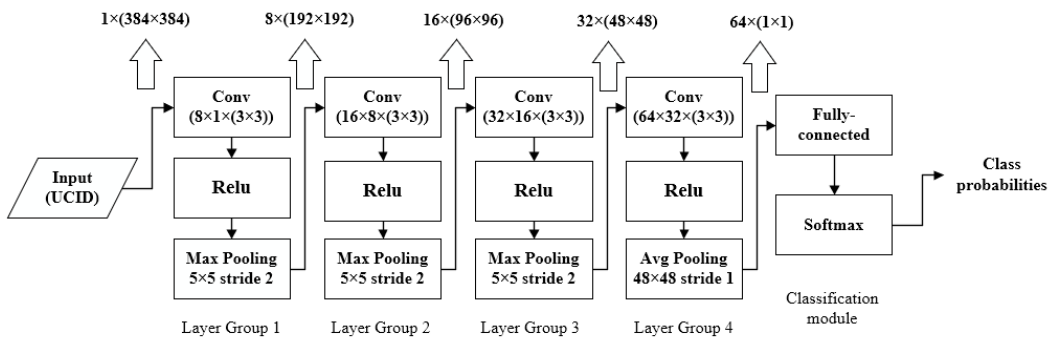 1×(384×384)
8×(192×192)
16×(96×96)
32×(48×48)
64×(1×1)
Input
(UCID)
Conv
(8×1×(3×3))
Relu
Max Pooling
5×5 stride 2
Layer Group 1
Conv
(16×8×(3×3))
Relu
Max Pooling
5×5 stride 2
Layer Group 2
Conv
(32×16×(3×3))
Relu
Max Pooling
5×5 stride 2
Layer Group 3
Conv
(64×32×(3×3))
Relu
Avg Pooling
48×48 stride 1
Layer Group 4
Fully-
connected
Softmax
Classification
module
Class
probabilities